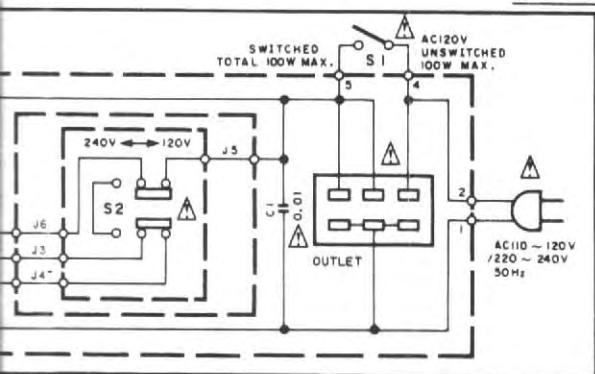 SWITCHED
TOTAL 100W MAX.
S1
AC120V
UNSWITCHED
100W MAX.
5
4
240V ↔ 120V
J5
S2
C1
0.01
2
1
J6
J3
J4
OUTLET
AC110 ~ 120V
/220 ~ 240V
50Hz